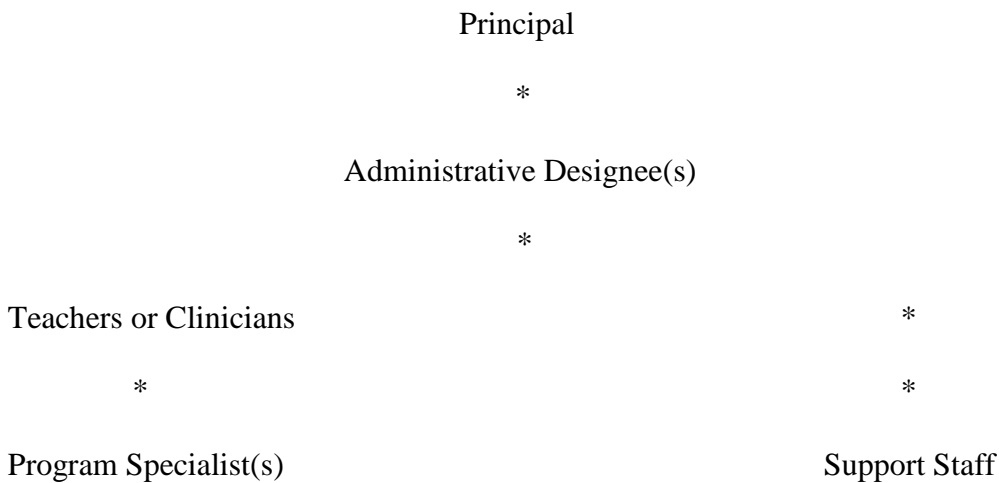 Principal
*
Administrative Designee(s)
*
Teachers or Clinicians *
* *
Program Specialist(s) Support Staff